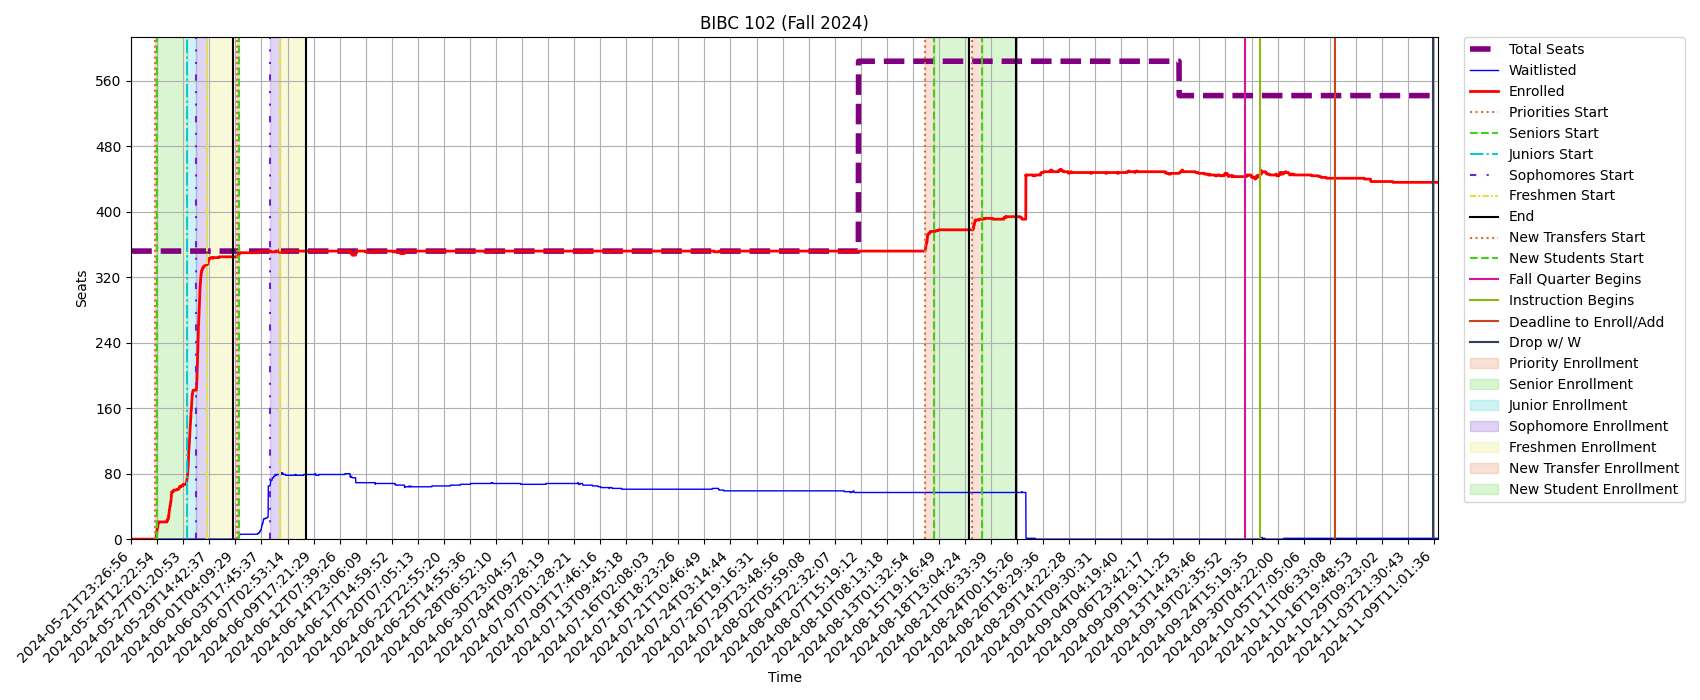 BIBC 102 (Fall 2024)
560
480
400
320
240
160
80
0
Seats
2024-05-21T23:26:56
2024-05-24T12:22:54
2024-05-27T01:20:53
2024-05-29T14:42:37
2024-06-01T04:09:29
2024-06-03T17:45:37
2024-06-07T02:53:14
2024-06-09T17:21:29
2024-06-12T07:39:26
2024-06-14T23:06:09
2024-06-17T14:59:52
2024-06-20T07:05:13
2024-06-22T22:55:20
2024-06-25T14:55:36
2024-06-28T06:52:10
2024-06-30T23:04:57
2024-07-04T09:28:19
2024-07-07T01:28:21
2024-07-09T17:46:16
2024-07-13T09:45:18
2024-07-16T02:08:03
2024-07-18T18:23:26
2024-07-21T10:46:49
2024-07-24T03:14:44
2024-07-26T19:16:31
2024-07-29T23:48:56
2024-08-02T05:59:08
2024-08-04T22:32:07
2024-08-07T15:19:12
2024-08-10T08:13:18
2024-08-13T01:32:54
2024-08-15T19:16:49
2024-08-18T13:04:24
2024-08-21T06:33:39
2024-08-24T00:15:26
2024-08-26T18:29:36
2024-08-29T14:22:28
2024-09-01T09:30:31
2024-09-04T04:19:40
2024-09-06T23:42:17
2024-09-09T19:11:25
2024-09-13T14:43:46
2024-09-19T02:35:52
2024-09-24T15:19:35
2024-09-30T04:22:00
2024-10-05T17:05:06
2024-10-11T06:33:08
2024-10-16T19:48:53
2024-10-29T09:23:02
2024-11-03T21:30:43
2024-11-09T11:01:36
Time
Total Seats
Waitlisted
Enrolled
Priorities Start
Seniors Start
Juniors Start
Sophomores Start
Freshmen Start
End
New Transfers Start
New Students Start
Fall Quarter Begins
Instruction Begins
Deadline to Enroll/Add
Drop w/ W
Priority Enrollment
Senior Enrollment
Junior Enrollment
Sophomore Enrollment
Freshmen Enrollment
New Transfer Enrollment
New Student Enrollment